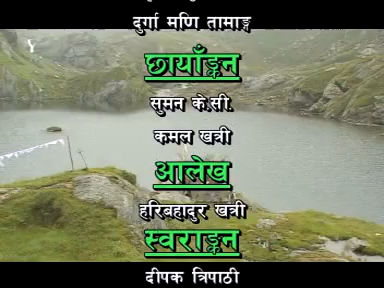 दुर्गा मणि तामाङ्ग
छायाँङ्कन
सुमन के.सी.
कमल खत्री
आलेख
हरिबहादुर खत्री
स्वराङ्कन
दीपक त्रिपाठी